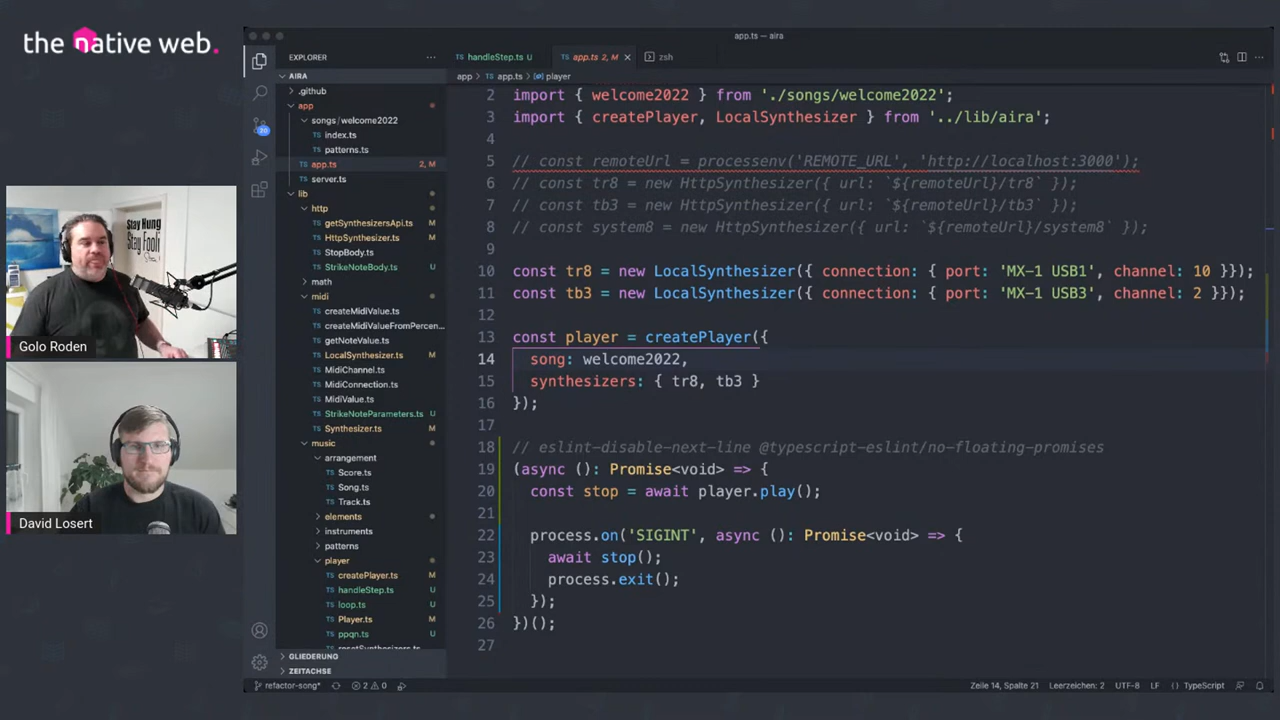 the native web.
Stay Hung
Stay Fooli
Golo Roden
David Losert
app.ts — aira
EXPLORER
handleStep.ts U
app.ts 2, M
zsh
app > app.ts > player
AIRA
.github
app
songs/welcome2022
index.ts
patterns.ts
app.ts 2, M
server.ts
lib
http
getSynthesizersApi.ts M
HttpSynthesizer.ts M
StopBody.ts
StrikeNoteBody.ts U
math
midi
createMidiValue.ts
createMidiValueFromPercen...
getNoteValue.ts
LocalSynthesizer.ts M
MidiChannel.ts
MidiConnection.ts
MidiValue.ts
StrikeNoteParameters.ts U
Synthesizer.ts M
music
arrangement
Score.ts
Song.ts
Track.ts
elements
instruments
patterns
player
createPlayer.ts M
handleStep.ts U
loop.ts U
Player.ts M
ppqn.ts U
resetSynthesizers.ts M
GLIEDERUNG
ZEITACHSE
20
2 import { welcome2022 } from './songs/welcome2022';
3 import { createPlayer, LocalSynthesizer } from '../lib/aira';
4
5 // const remoteUrl = processenv('REMOTE_URL', 'http://localhost:3000');
6 // const tr8 = new HttpSynthesizer({ url: `${remoteUrl}/tr8` });
7 // const tb3 = new HttpSynthesizer({ url: `${remoteUrl}/tb3` });
8 // const system8 = new HttpSynthesizer({ url: `${remoteUrl}/system8` });
9
10 const tr8 = new LocalSynthesizer({ connection: { port: 'MX-1 USB1', channel: 10 }});
11 const tb3 = new LocalSynthesizer({ connection: { port: 'MX-1 USB3', channel: 2 }});
12
13 const player = createPlayer({
14 song: welcome2022,
15 synthesizers: { tr8, tb3 }
16 });
17
18 // eslint-disable-next-line @typescript-eslint/no-floating-promises
19 (async (): Promise<void> => {
20 const stop = await player.play();
21
22 process.on('SIGINT', async (): Promise<void> => {
23 await stop();
24 process.exit();
25 });
26 })();
27
refactor-song* 2 0
Zeile 14, Spalte 21 Leerzeichen: 2 UTF-8 LF {} TypeScript